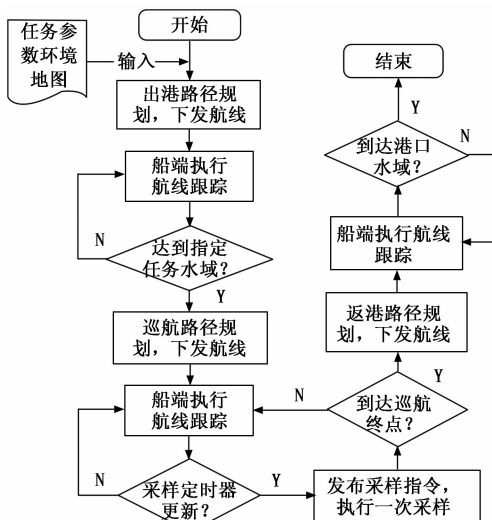 任务参
数环境
地图
输入
开始
出港路径规
划，下发航线
船端执行
航线跟踪
N
达到指定
任务水域?
Y
巡航路径规
划，下发航线
船端执行
航线跟踪
N
采样定时器
更新?
Y
发布采样指令，
执行一次采样
到达巡航
终点?
N
Y
返港路径规
划，下发航线
船端执行航线
跟踪
到达港口
水域?
N
Y
结束